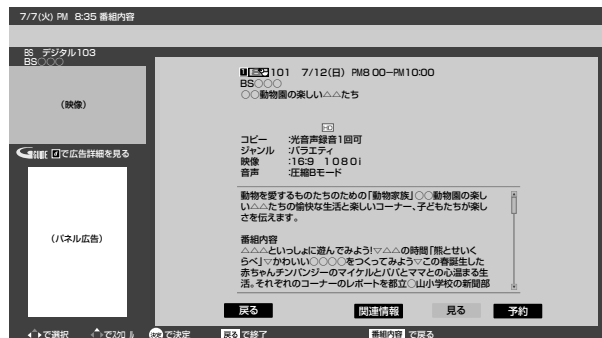 7/7(火) PM 8:35 番組内容
BS デジタル103
BS○○○
(映像)
GGUIDE dで広告詳細を見る
(パネル広告)
101 7/12(日) PM8:00–PM10:00
BS○○○
○○動物園の楽しい△△たち
コピー :光音声録音1回可
ジャンル :バラエティ
映像 :16:9 1080i
音声 :圧縮Bモード
動物を愛するものたちのための「動物家族」○○動物園の楽し
い△△たちの愉快な生活と楽しいコーナー、子どもたちが楽し
さを伝えます。
番組内容
△△△といっしょに遊んでみよう!▽△△の時間「熊とせいく
らべ」▽かわいい○○○○をつくってみよう▽この春誕生した
赤ちゃんチンパンジーのマイケルとパパとママとの心温まる生
活。それぞれのコーナーのレポートを都立○山小学校の新聞部
戻る 関連情報 見る 予約
で選択 でスクロール 決定 で決定 戻る で終了 番組内容 で戻る